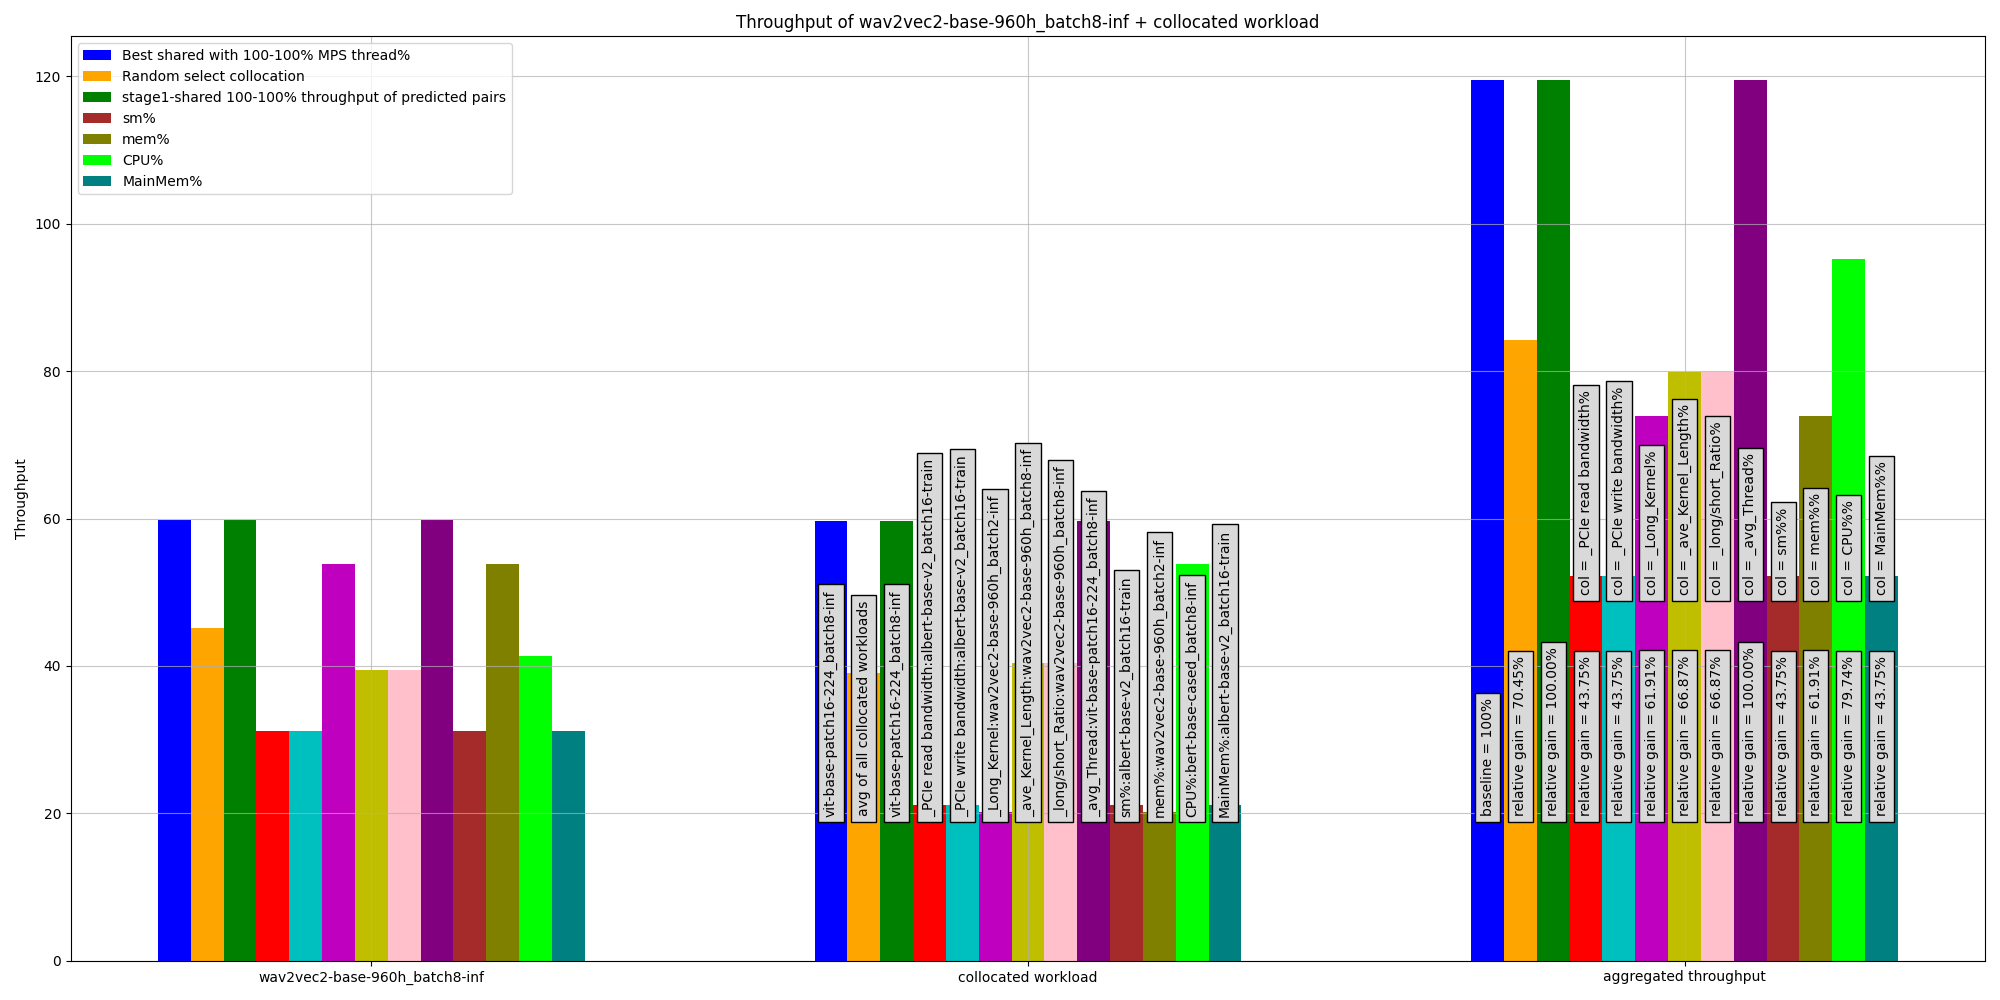 Throughput of wav2vec2-base-960h_batch8-inf + collocated workload
Best shared with 100-100% MPS thread%
Random select collocation
stage1-shared 100-100% throughput of predicted pairs
sm%
mem%
CPU%
MainMem%
Throughput
120
100
80
60
40
20
0
vit-base-patch16-224_batch8-inf
avg of all collocated workloads
vit-base-patch16-224_batch8-inf
_PCIe read bandwidth:albert-base-v2_batch16-train
_PCIe write bandwidth:albert-base-v2_batch16-train
_Long_Kernel:wav2vec2-base-960h_batch2-inf
_ave_Kernel_Length:wav2vec2-base-960h_batch8-inf
_long/short_Ratio:wav2vec2-base-960h_batch8-inf
_avg_Thread:vit-base-patch16-224_batch8-inf
sm%:albert-base-v2_batch16-train
mem%:wav2vec2-base-960h_batch2-inf
CPU%:bert-base-cased_batch8-inf
MainMem%:albert-base-v2_batch16-train
col = _PCIe read bandwidth%
col = _PCIe write bandwidth%
col = _Long_Kernel%
col = _ave_Kernel_Length%
col = _long/short_Ratio%
col = _avg_Thread%
col = sm%%
col = mem%%
col = CPU%%
col = MainMem%%
baseline = 100%
relative gain = 70.45%
relative gain = 100.00%
relative gain = 43.75%
relative gain = 43.75%
relative gain = 61.91%
relative gain = 66.87%
relative gain = 66.87%
relative gain = 100.00%
relative gain = 43.75%
relative gain = 61.91%
relative gain = 79.74%
relative gain = 43.75%
wav2vec2-base-960h_batch8-inf
collocated workload
aggregated throughput